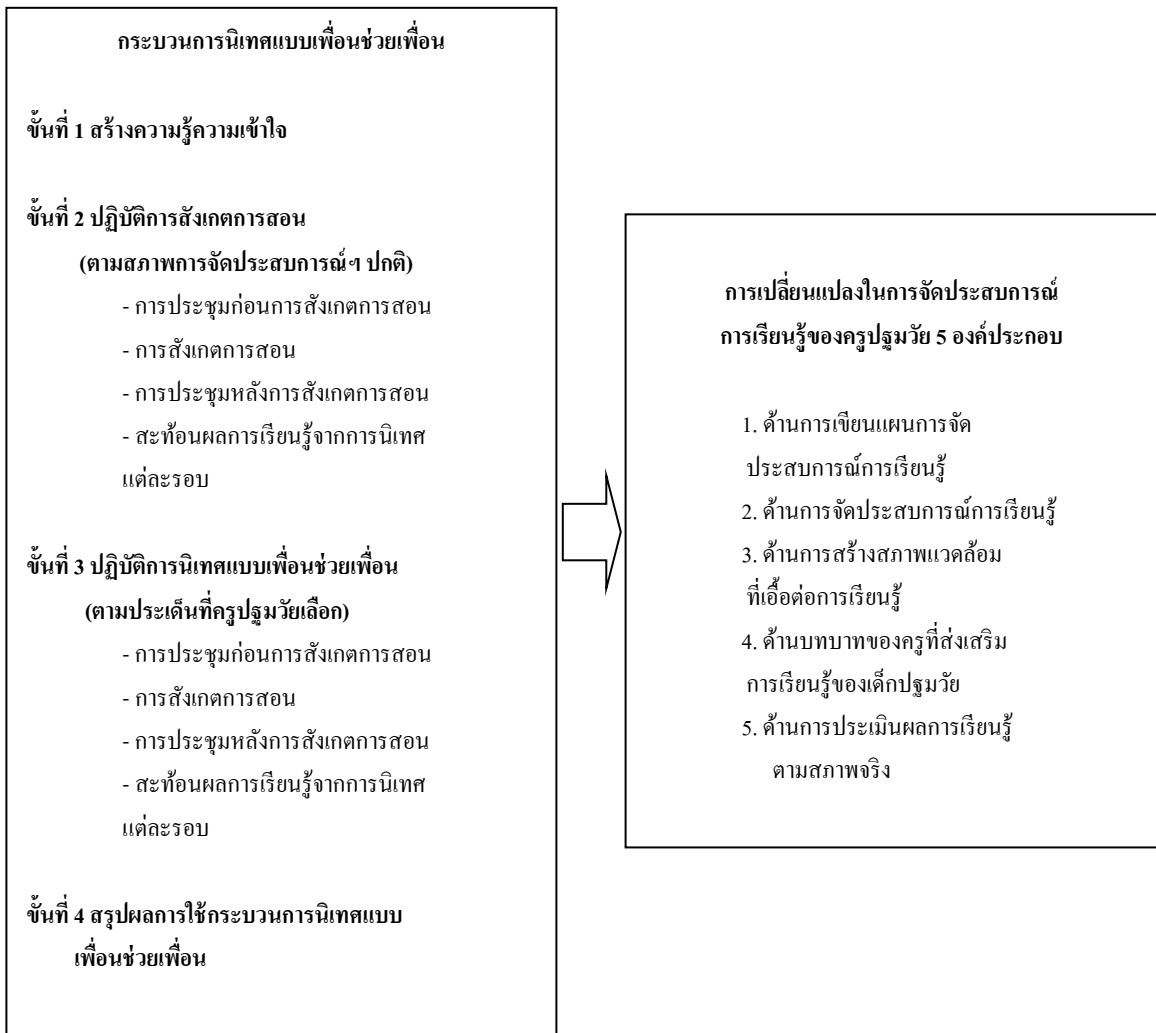 กระบวนการนิเทศแบบเพื่อนช่วยเพื่อน
ขั้นที่ 1 สร้างความรู้ความเข้าใจ
ขั้นที่ 2 ปฏิบัติการสังเกตการสอน
(ตามสภาพการจัดประสบการณ์ฯ ปกติ)
- การประชุมก่อนการสังเกตการสอน
- การสังเกตการสอน
- การประชุมหลังการสังเกตการสอน
- สะท้อนผลการเรียนรู้จากการนิเทศ
แต่ละรอบ
ขั้นที่ 3 ปฏิบัติการนิเทศแบบเพื่อนช่วยเพื่อน
(ตามประเด็นที่ครูปฐมวัยเลือก)
- การประชุมก่อนการสังเกตการสอน
- การสังเกตการสอน
- การประชุมหลังการสังเกตการสอน
- สะท้อนผลการเรียนรู้จากการนิเทศ
แต่ละรอบ
ขั้นที่ 4 สรุปผลการใช้กระบวนการนิเทศแบบ
เพื่อนช่วยเพื่อน
การเปลี่ยนแปลงในการจัดประสบการณ์
การเรียนรู้ของครูปฐมวัย 5 องค์ประกอบ
1. ด้านการเขียนแผนการจัด
ประสบการณ์การเรียนรู้
2. ด้านการจัดประสบการณ์การเรียนรู้
3. ด้านการสร้างสภาพแวดล้อม
ที่เอื้อต่อการเรียนรู้
4. ด้านบทบาทของครูที่ส่งเสริม
การเรียนรู้ของเด็กปฐมวัย
5. ด้านการประเมินผลการเรียนรู้
ตามสภาพจริง